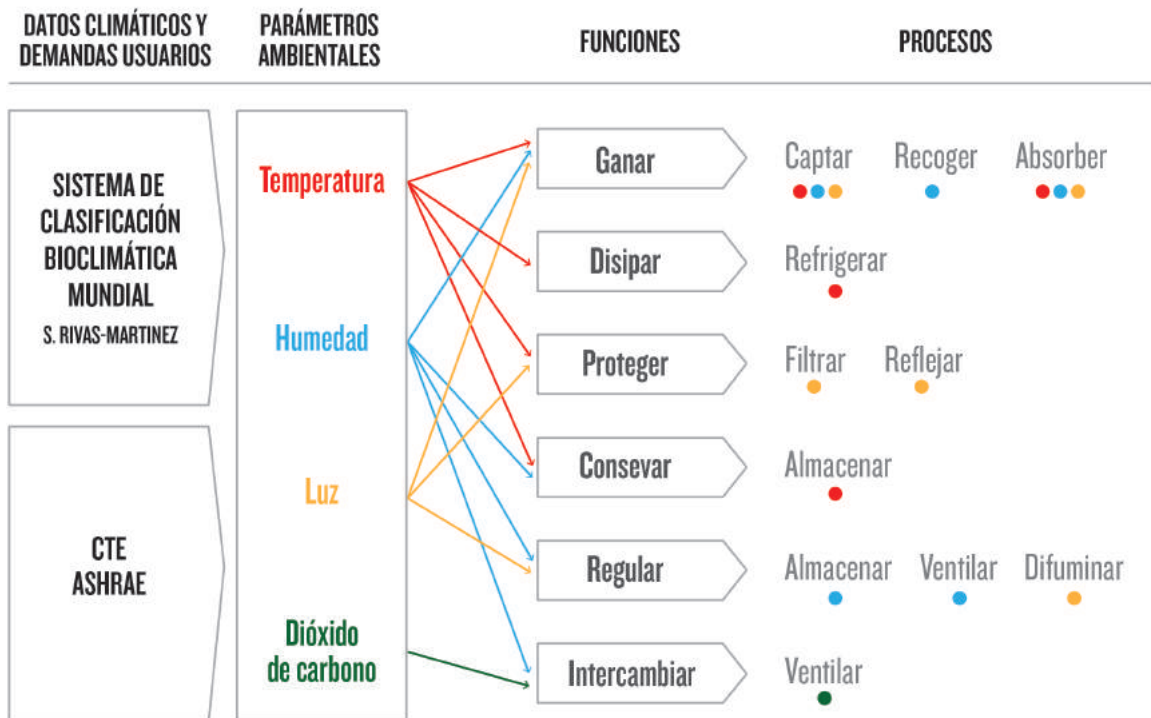 DATOS CLIMÁTICOS Y
DEMANDAS USUARIOS
PARÁMETROS
AMBIENTALES
FUNCIONES
PROCESOS
SISTEMA DE
CLASIFICACIÓN
BIOCLIMÁTICA
MUNDIAL
S. RIVAS-MARTINEZ
CTE
ASHRAE
Temperatura
Humedad
Luz
Dióxido
de carbono
Ganar
Captar Recoger Absorber
Disipar
Refrigerar
Proteger
Filtrar Reflejar
Consevar
Almacenar
Regular
Almacenar Ventilar Difuminar
Intercambiar
Ventilar